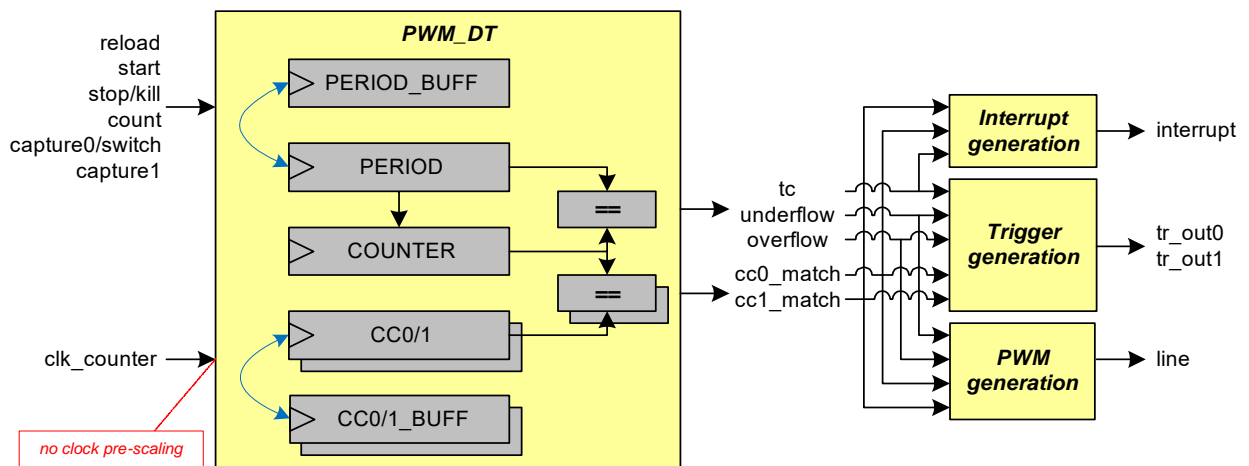 reload
start
stop/kill
count
capture0/switch
capture1
clk_counter
no clock pre-scaling
PWM_DT
PERIOD_BUFF
PERIOD
COUNTER
CC0/1
CC0/1_BUFF
==
==
tc
underflow
overflow
cc0_match
cc1_match
Interrupt
generation
Trigger
generation
PWM
generation
interrupt
tr_out0
tr_out1
line